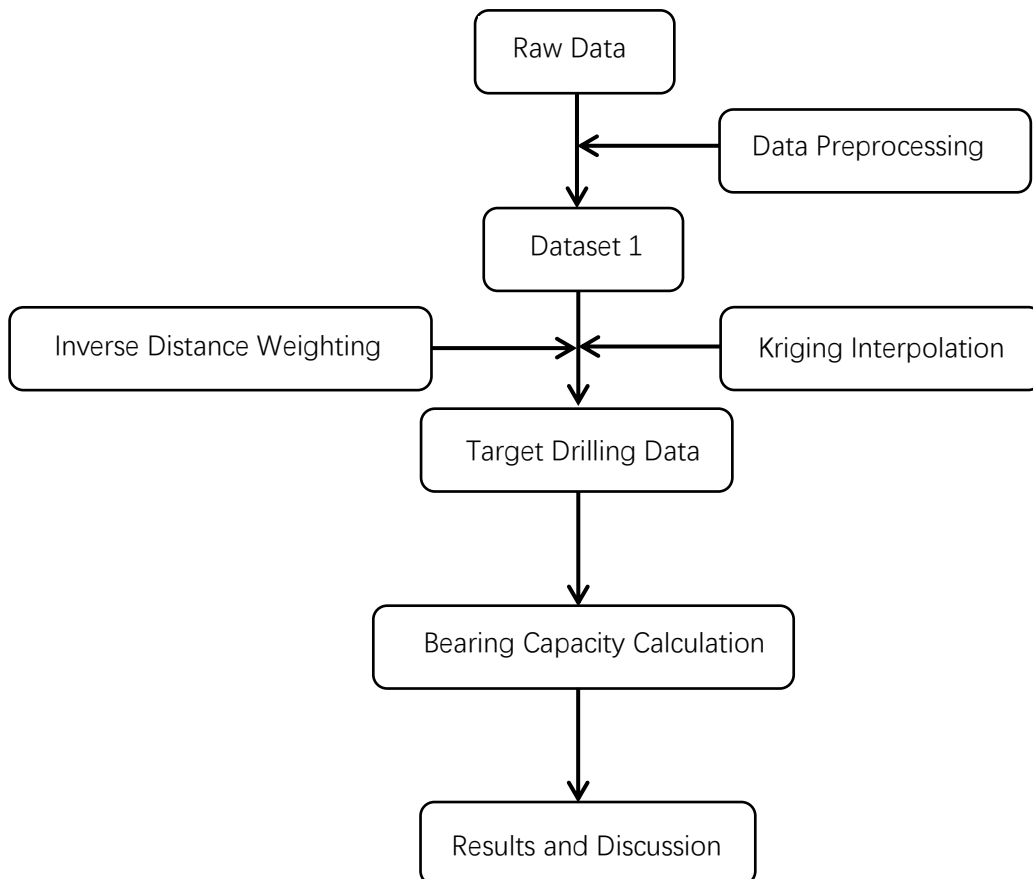 Raw Data
Data Preprocessing
Dataset 1
Inverse Distance Weighting
Kriging Interpolation
Target Drilling Data
Bearing Capacity Calculation
Results and Discussion